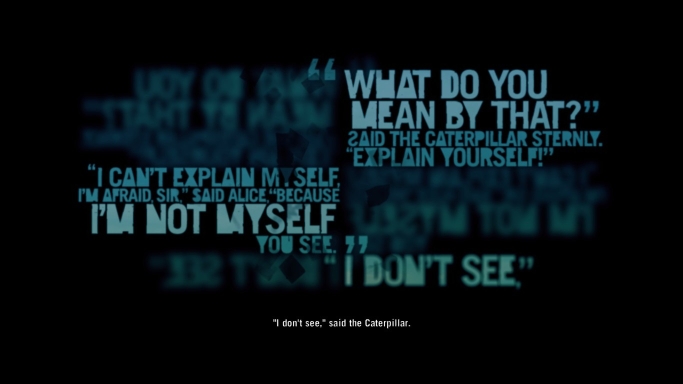 “WHAT DO YOU
MEAN BY THAT?”
SAID THE CATERPILLAR STERNLY.
“EXPLAIN YOURSELF!”
“I CAN'T EXPLAIN MYSELF,
I'M AFRAID, SIR,” SAID ALICE, “BECAUSE
I'M NOT MYSELF
YOU SEE.”
“I DON'T SEE,”
"I don't see," said the Caterpillar.